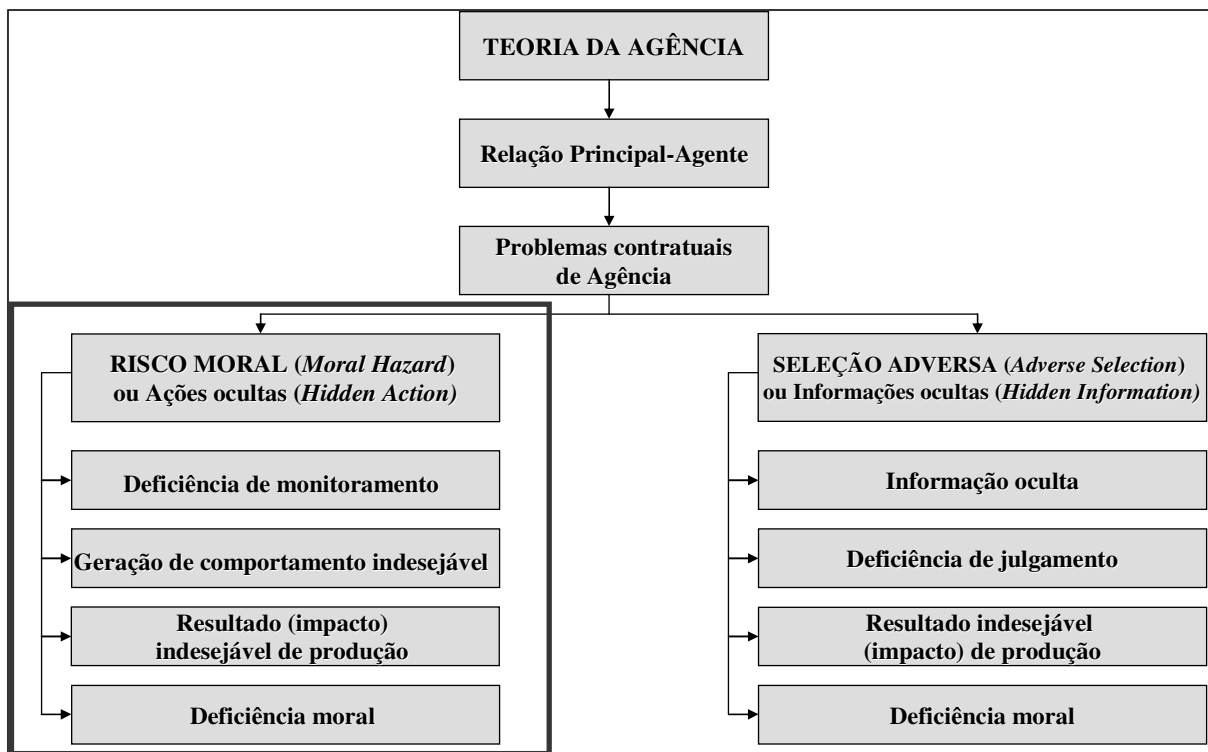 TEORIA DA AGÊNCIA
Relação Principal-Agente
Problemas contratuais
de Agência
RISCO MORAL (Moral Hazard)
ou Ações ocultas (Hidden Action)
Deficiência de monitoramento
Geração de comportamento indesejável
Resultado (impacto)
indesejável de produção
Deficiência moral
SELEÇÃO ADVERSA (Adverse Selection)
ou Informações ocultas (Hidden Information)
Informação oculta
Deficiência de julgamento
Resultado indesejável
(impacto) de produção
Deficiência moral